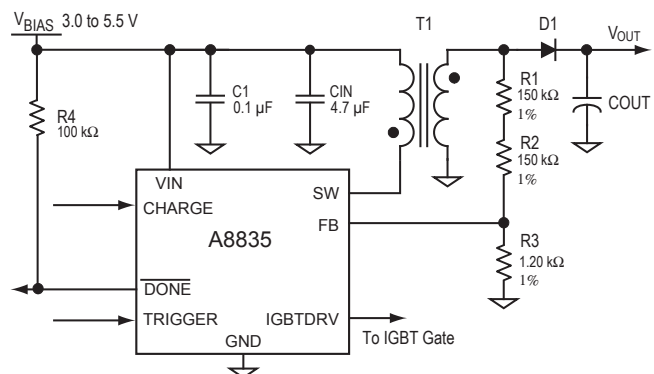 V_BIAS 3.0 to 5.5 V
T1
D1
V_OUT
R4
100 kΩ
C1
0.1 µF
CIN
4.7 µF
R1
150 kΩ
1%
COUT
R2
150 kΩ
1%
VIN
SW
CHARGE
FB
A8835
R3
1.20 kΩ
1%
DONE
TRIGGER
IGBTDRV
To IGBT Gate
GND